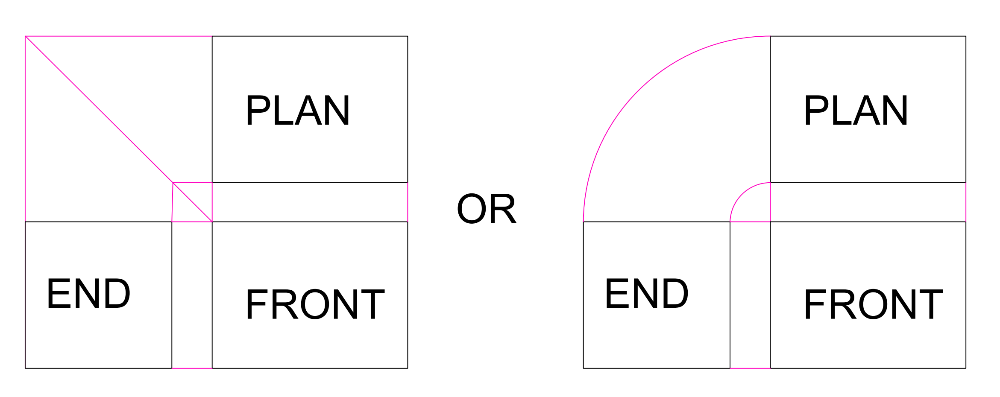 PLAN
END
FRONT
OR
PLAN
END
FRONT